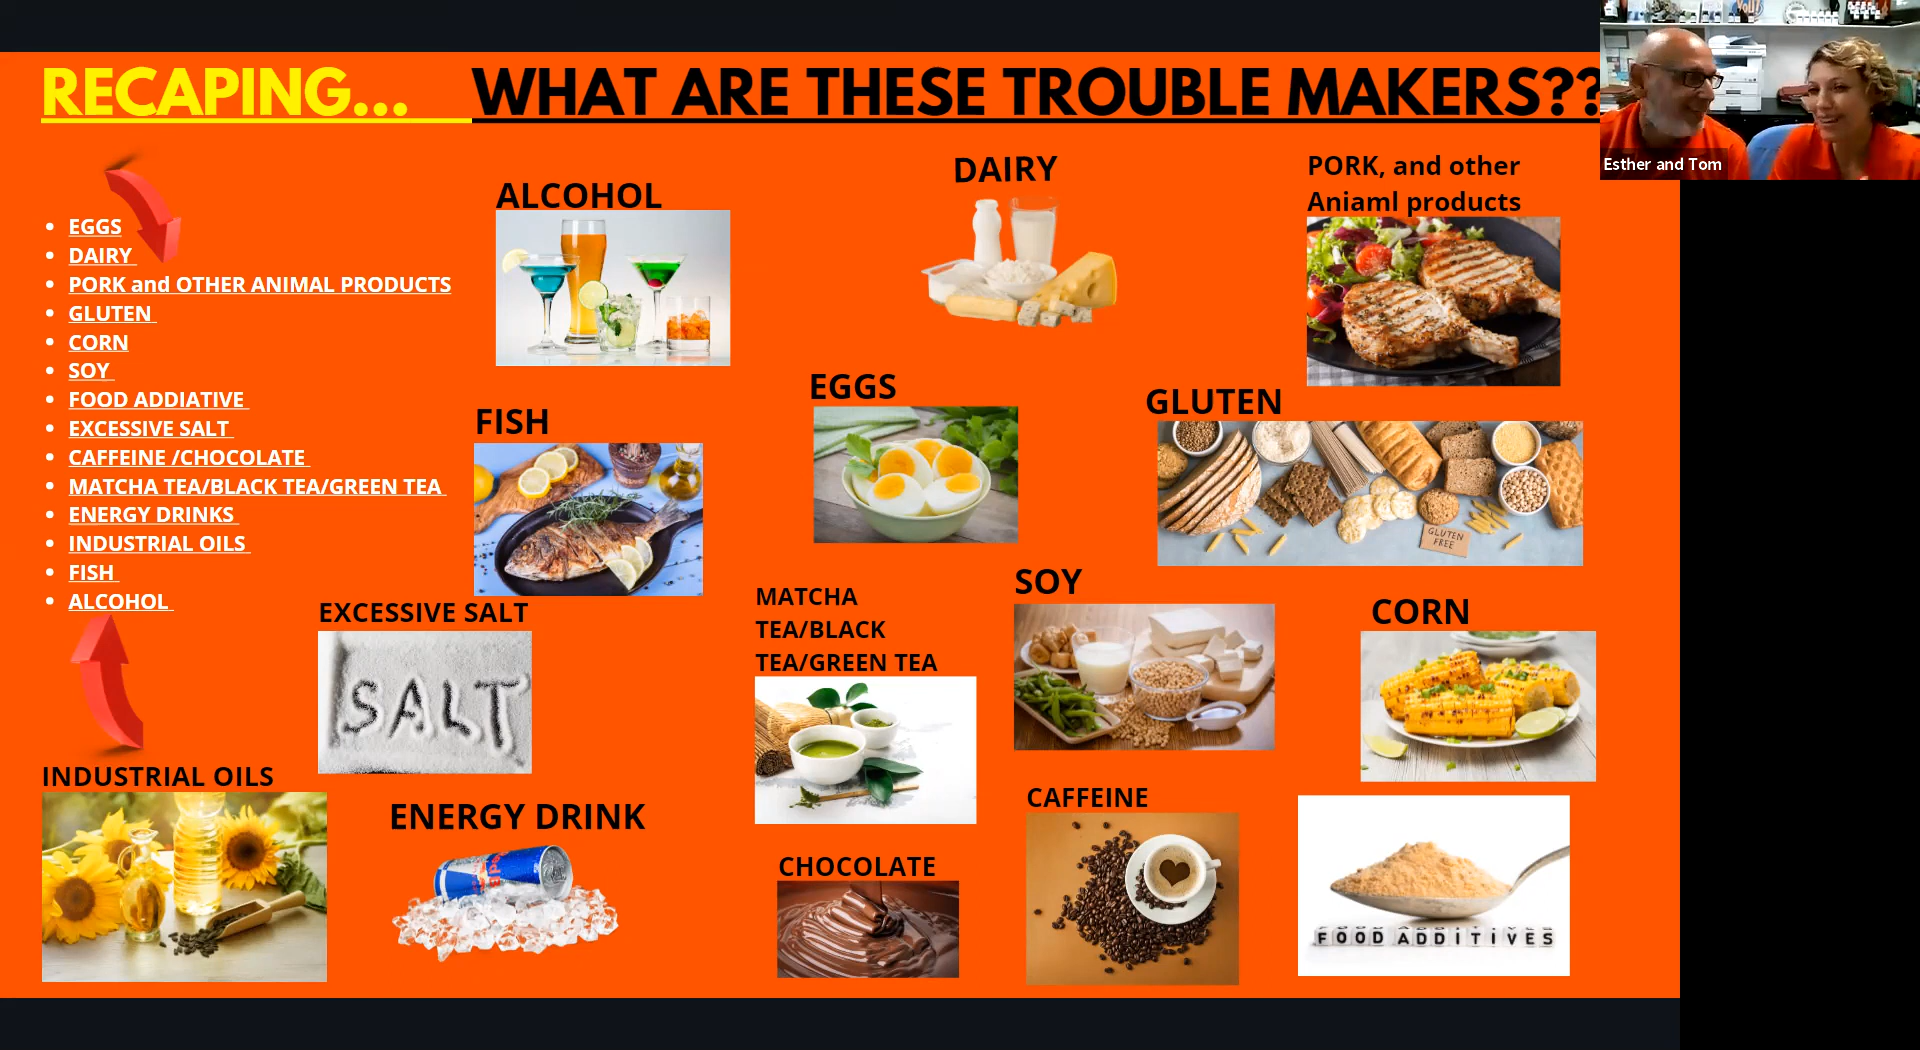 RECAPING... WHAT ARE THESE TROUBLE MAKERS??
Esther and Tom
• EGGS
• DAIRY
• PORK and OTHER ANIMAL PRODUCTS
• GLUTEN
• CORN
• SOY
• FOOD ADDIATIVE
• EXCESSIVE SALT
• CAFFEINE /CHOCOLATE
• MATCHA TEA/BLACK TEA/GREEN TEA
• ENERGY DRINKS
• INDUSTRIAL OILS
• FISH
• ALCOHOL
ALCOHOL
DAIRY
PORK, and other
Aniaml products
FISH
EGGS
GLUTEN
GLUTEN
FREE
EXCESSIVE SALT
SALT
MATCHA
TEA/BLACK
TEA/GREEN TEA
SOY
CORN
INDUSTRIAL OILS
ENERGY DRINK
CHOCOLATE
CAFFEINE
FOOD ADDITIVES